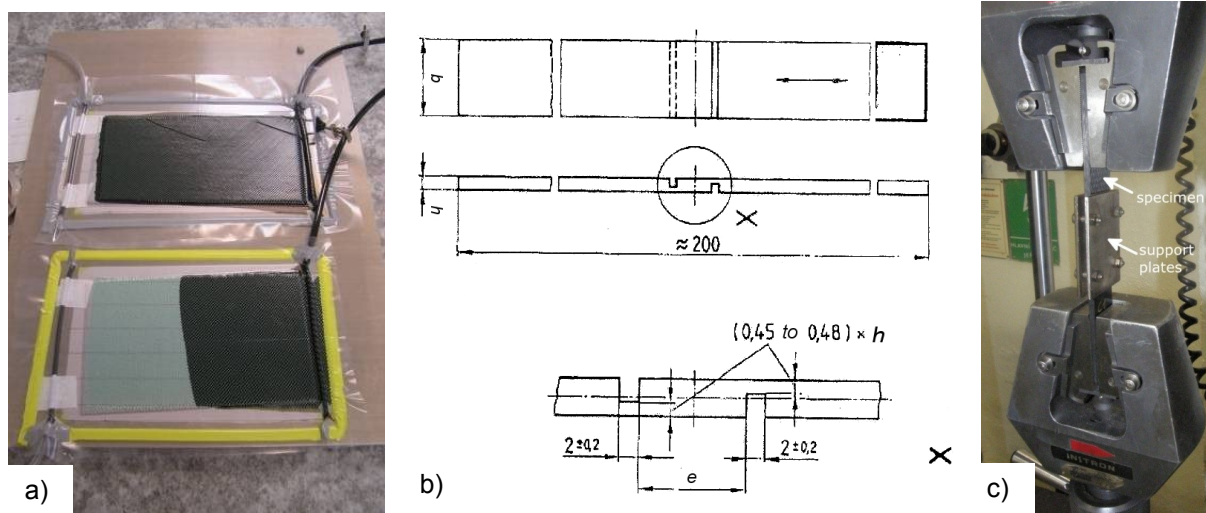 a)
b
h
X
≈200
(0,45 to 0,48) × h
2±0,2
2±0,2
e
X
b)
specimen
support
plates
INSTRON
c)